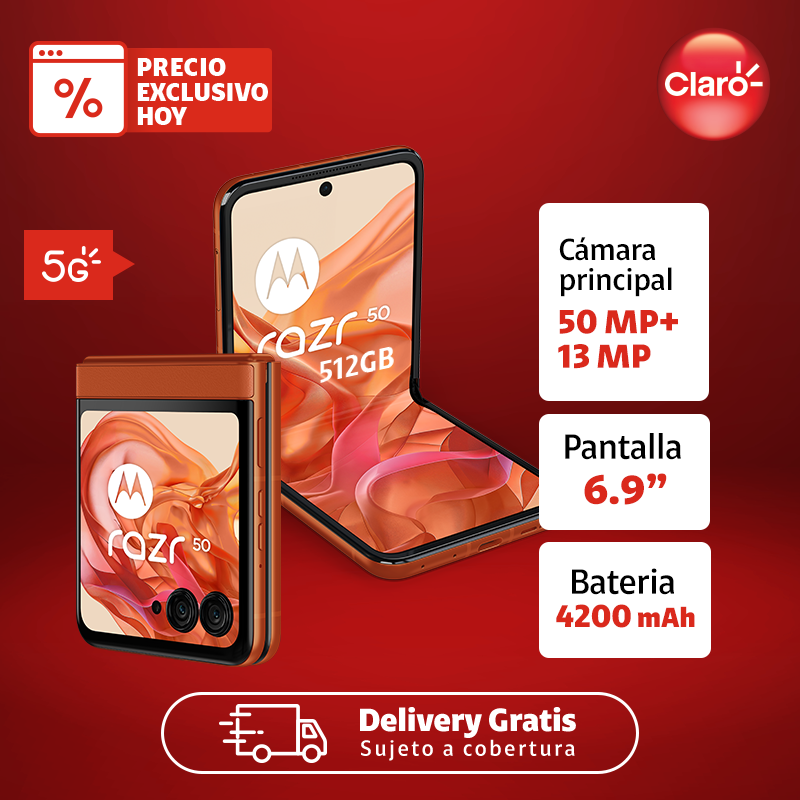 %
PRECIO
EXCLUSIVO
HOY
Claro
5G
razr 50
512GB
razr 50
Cámara
principal
50 MP+
13 MP
Pantalla
6.9”
Bateria
4200 mAh
Delivery Gratis
Sujeto a cobertura